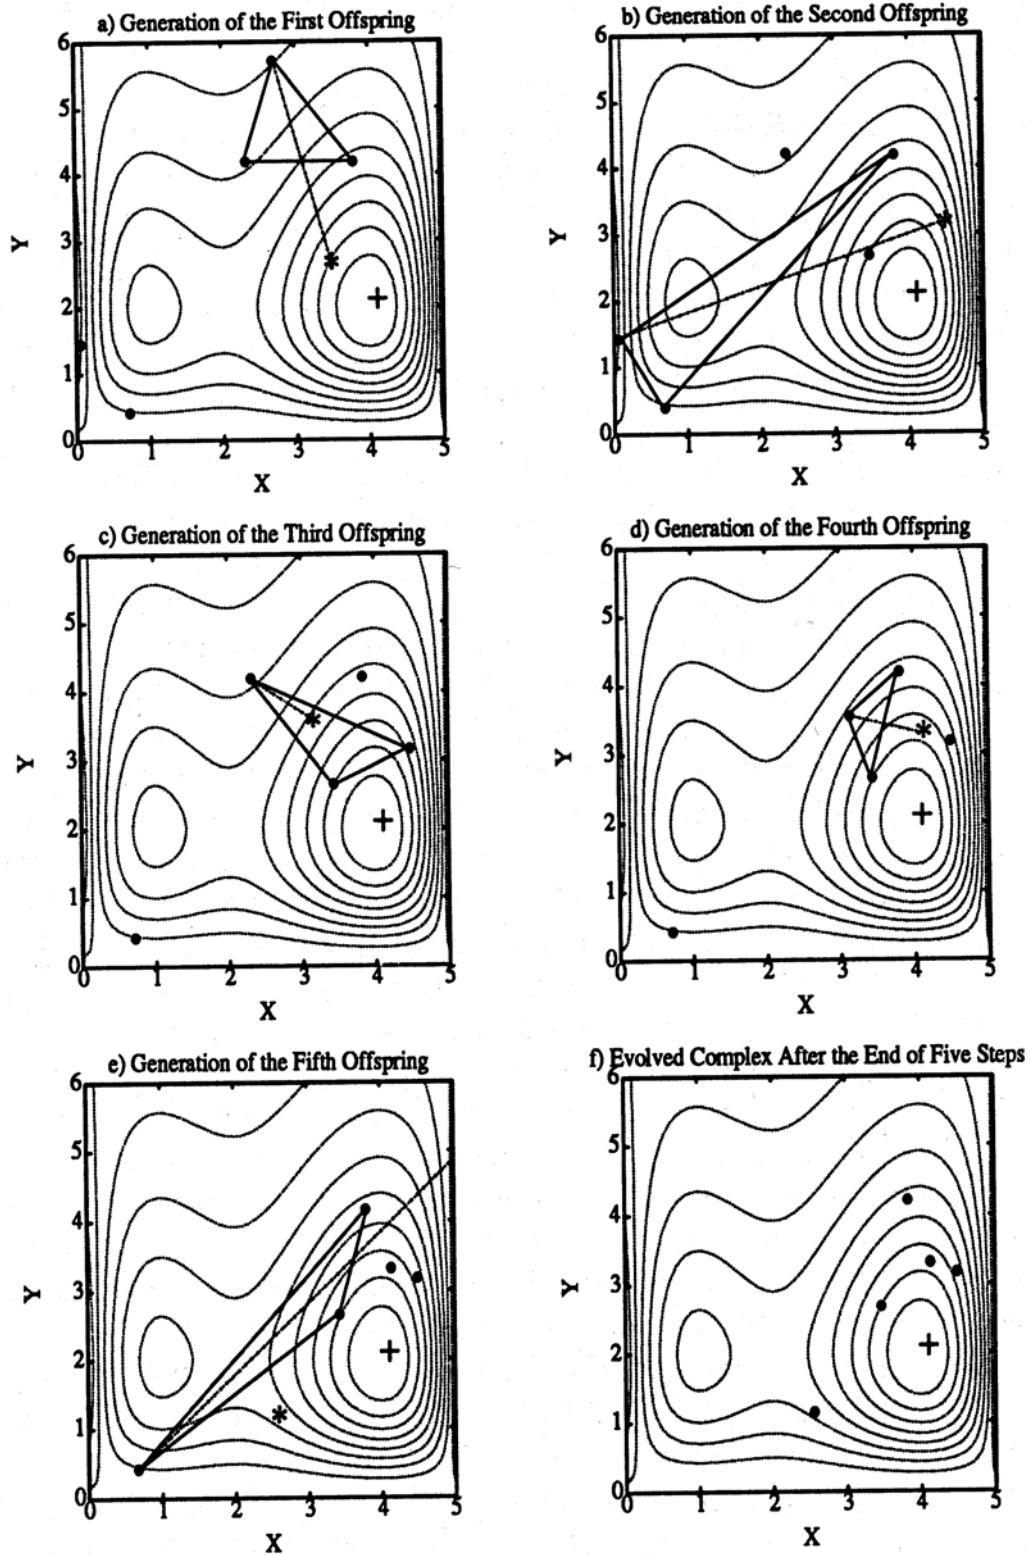 a) Generation of the First Offspring
6
5
4
3
2
1
0
Y
0 1 2 3 4 5
X
b) Generation of the Second Offspring
6
5
4
3
2
1
0
Y
0 1 2 3 4 5
X
c) Generation of the Third Offspring
6
5
4
3
2
1
0
Y
0 1 2 3 4 5
X
d) Generation of the Fourth Offspring
6
5
4
3
2
1
0
Y
0 1 2 3 4 5
X
e) Generation of the Fifth Offspring
6
5
4
3
2
1
0
Y
0 1 2 3 4 5
X
f) Evolved Complex After the End of Five Steps
6
5
4
3
2
1
0
Y
0 1 2 3 4 5
X